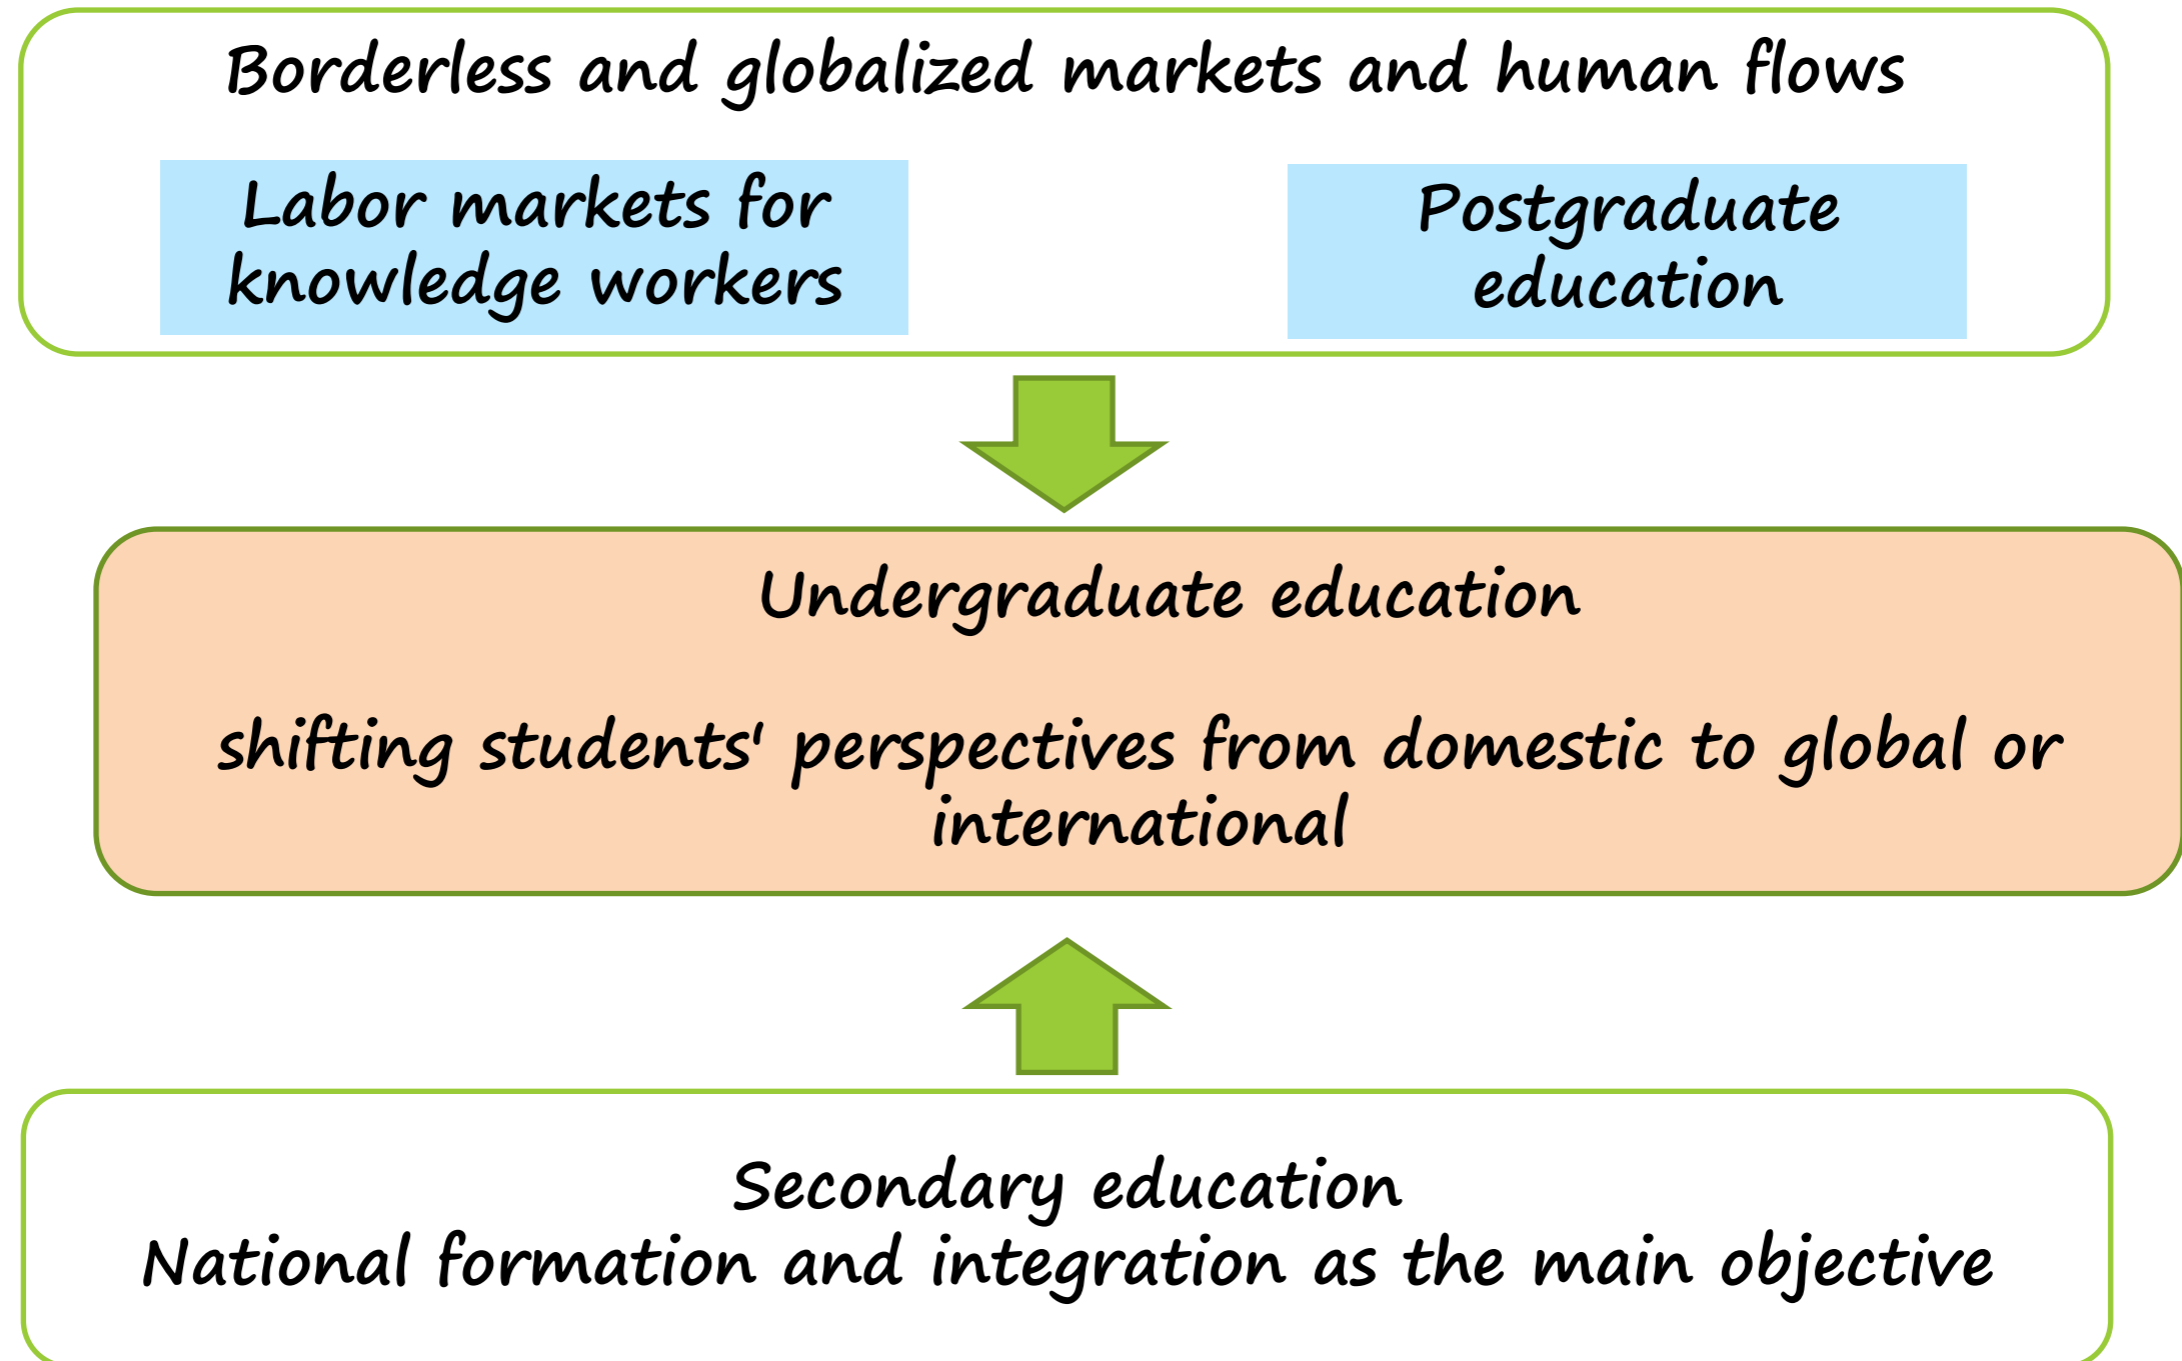 Borderless and globalized markets and human flows
Labor markets for
knowledge workers
Postgraduate
education
Undergraduate education
shifting students' perspectives from domestic to global or
international
Secondary education
National formation and integration as the main objective